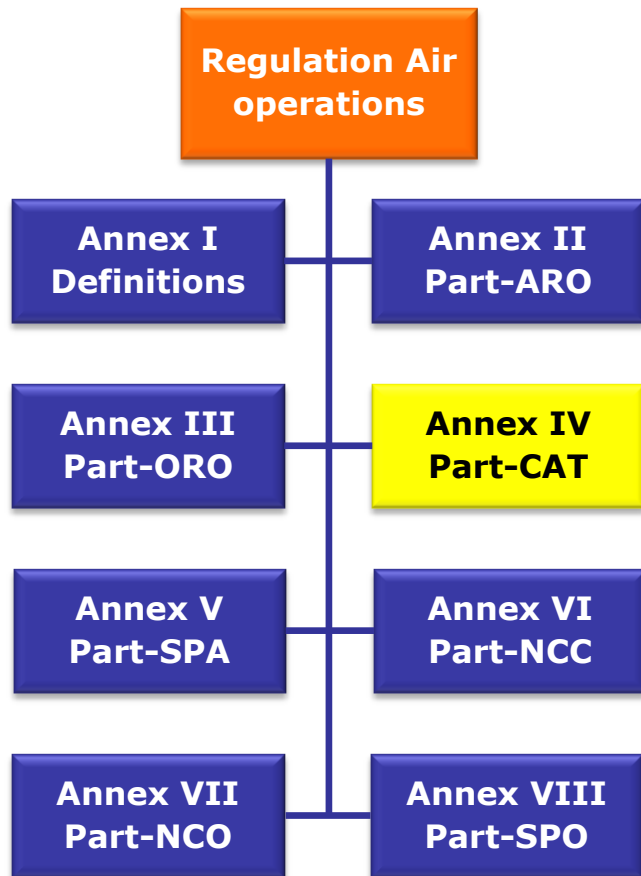 Regulation Air
operations
Annex I
Definitions
Annex II
Part-ARO
Annex III
Part-ORO
Annex IV
Part-CAT
Annex V
Part-SPA
Annex VI
Part-NCC
Annex VII
Part-NCO
Annex VIII
Part-SPO